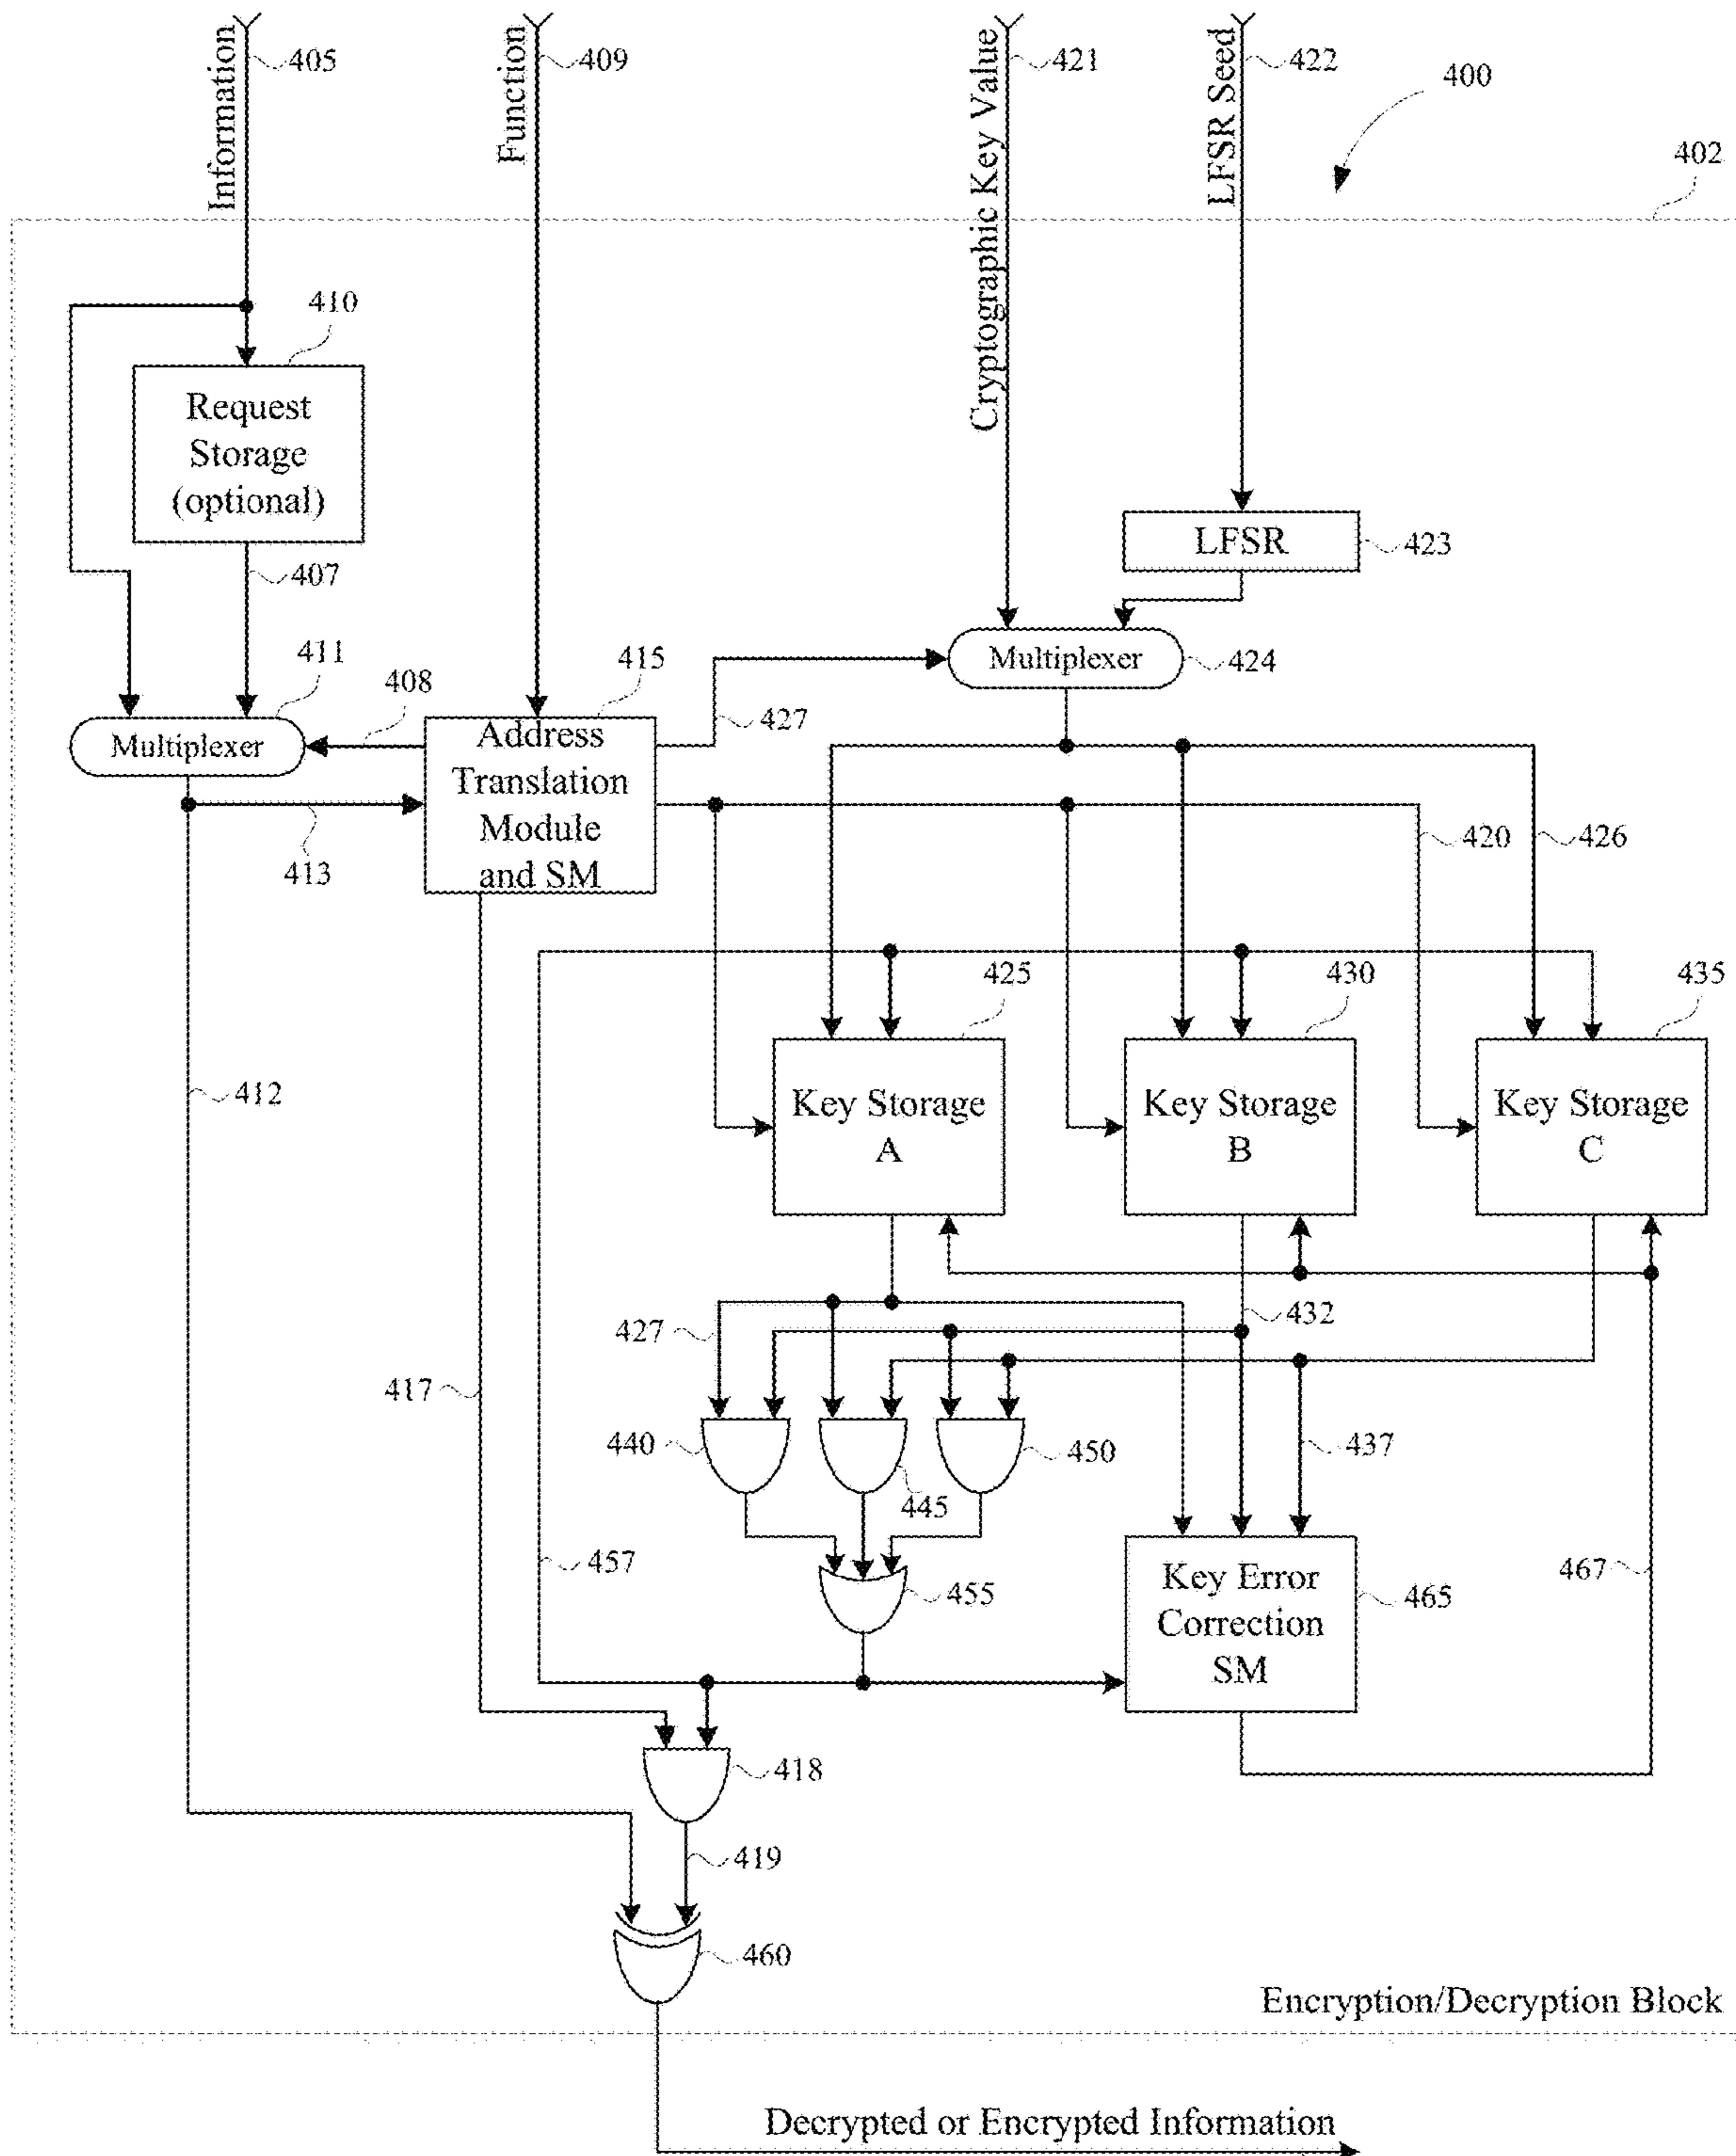 Information
405
Function
409
Cryptographic Key Value
421
LFSR Seed
422
400
402
410
Request
Storage
(optional)
407
LFSR
423
411
Multiplexer
408
415
Address
Translation
Module
and SM
427
Multiplexer
424
413
420
426
412
425
430
435
Key Storage
A
Key Storage
B
Key Storage
C
427
432
417
440
445
450
437
457
455
Key Error
Correction
SM
465
467
418
419
460
Encryption/Decryption Block
Decrypted or Encrypted Information